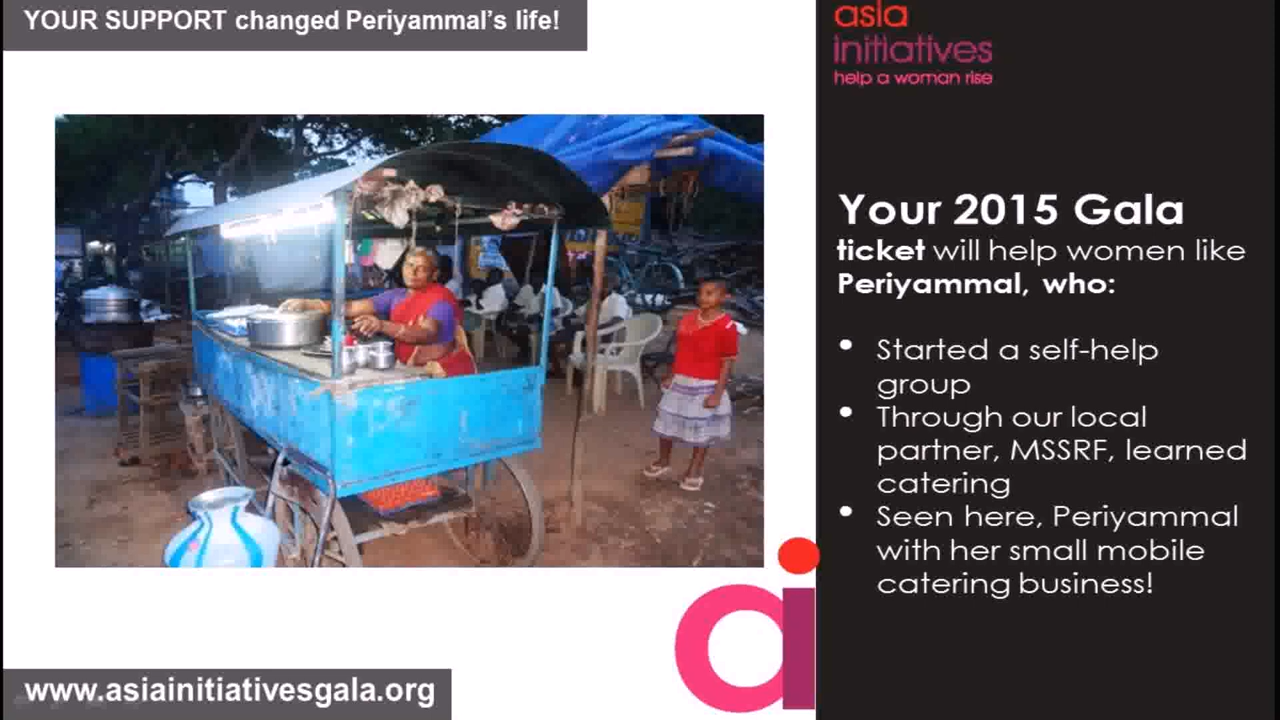 YOUR SUPPORT changed Periyammal’s life!
asia
initiatives
help a woman rise
Your 2015 Gala
ticket will help women like
Periyammal, who:
• Started a self-help
group
• Through our local
partner, MSSRF, learned
catering
• Seen here, Periyammal
with her small mobile
catering business!
ai
www.asiainitiativesgala.org